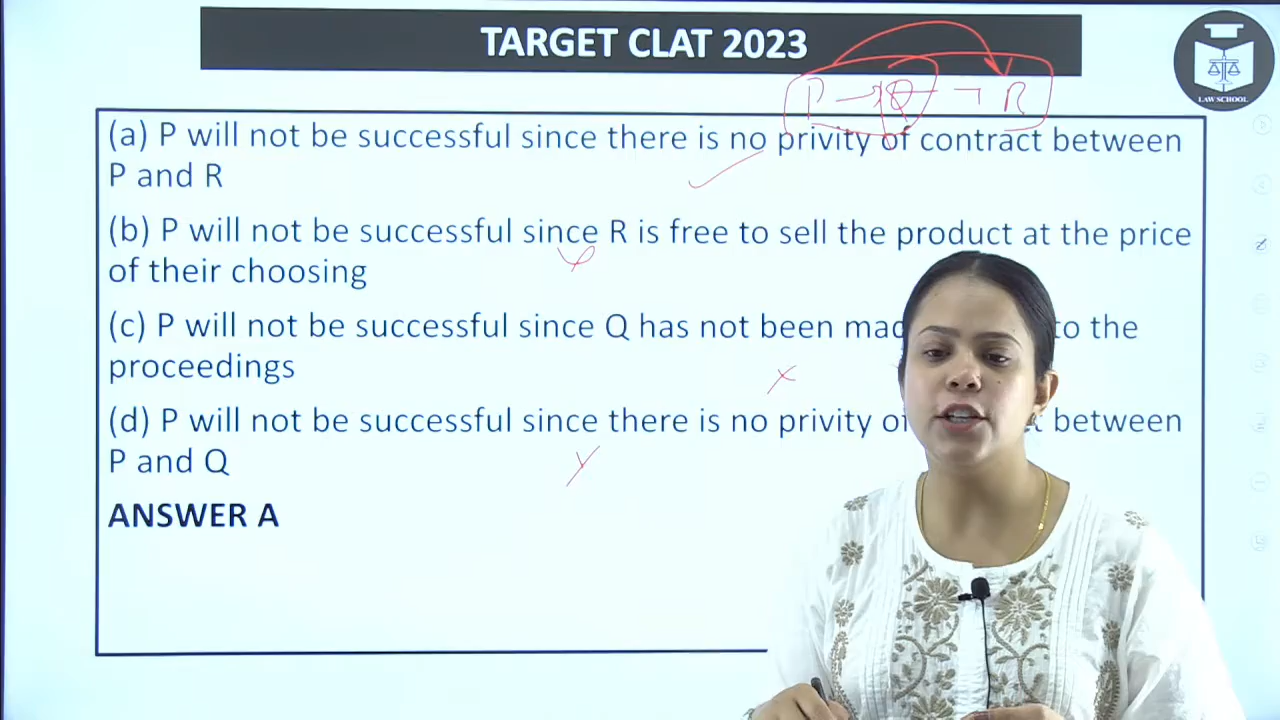 TARGET CLAT 2023
P → Q → R
LAW SCHOOL
(a) P will not be successful since there is no privity of contract between
P and R
(b) P will not be successful since R is free to sell the product at the price
of their choosing
(c) P will not be successful since Q has not been to the
proceedings
(d) P will not be successful since there is no privity between
P and Q
ANSWER A